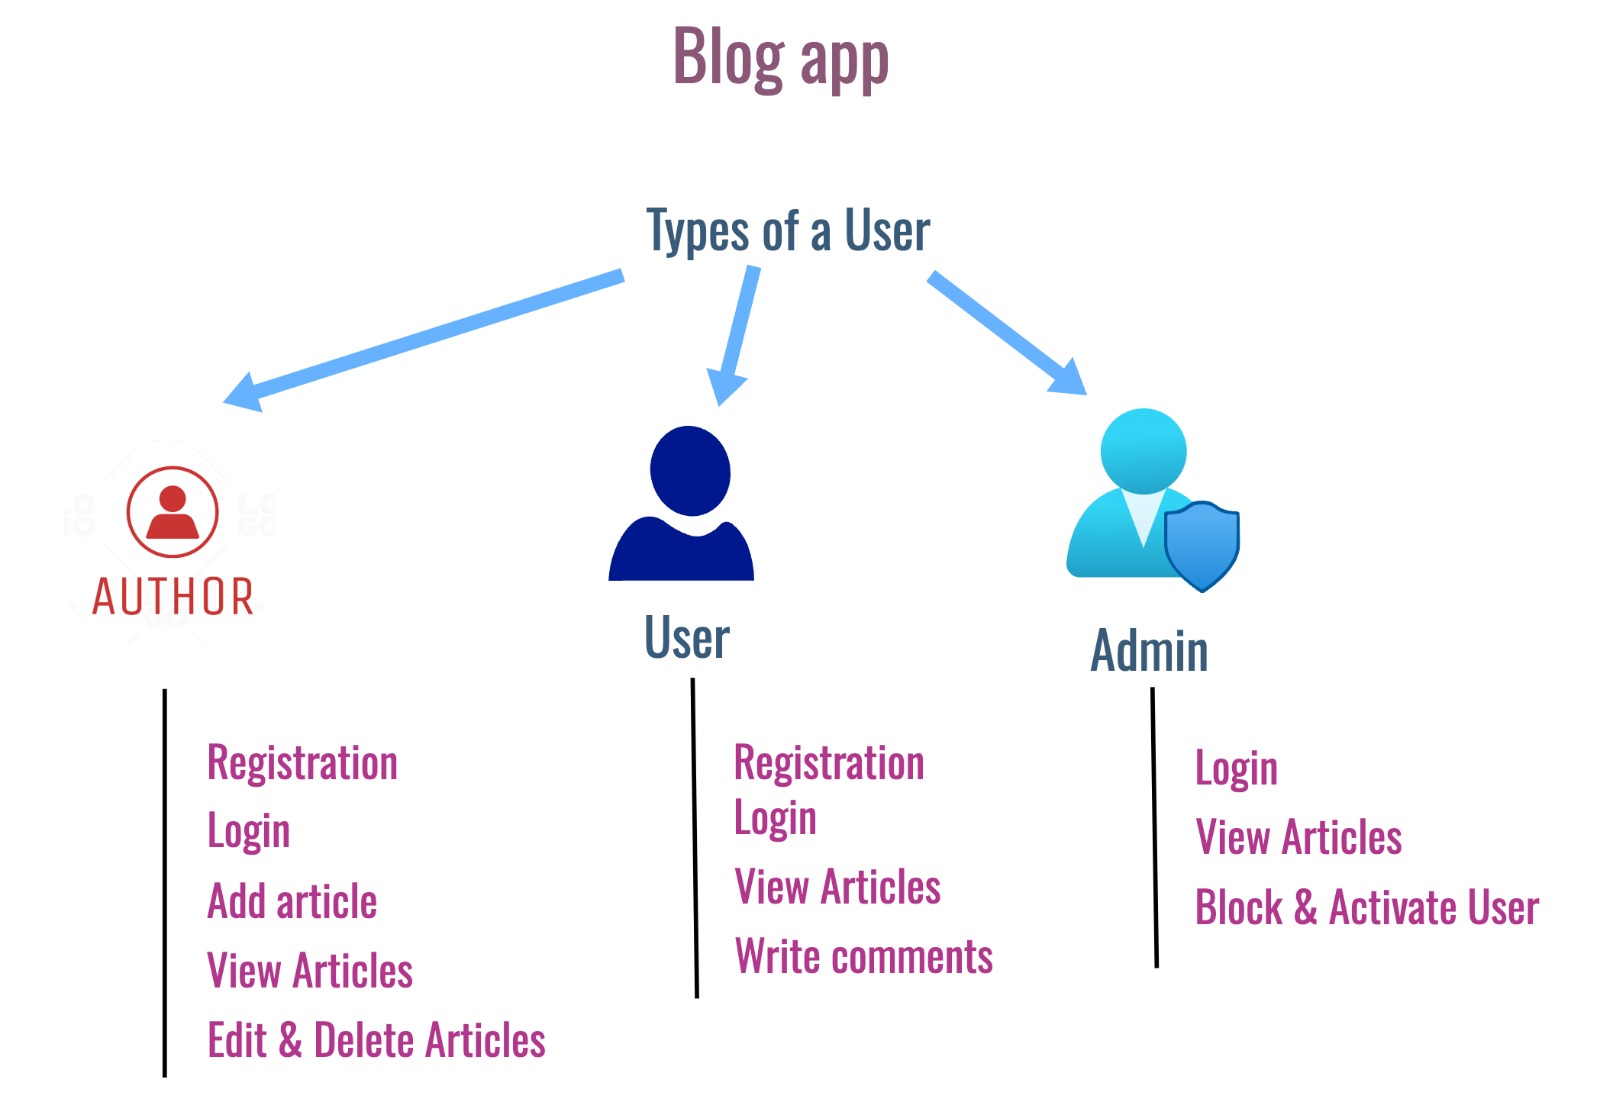 Blog app
Types of a User
AUTHOR
Registration
Login
Add article
View Articles
Edit & Delete Articles
User
Registration
Login
View Articles
Write comments
Admin
Login
View Articles
Block & Activate User